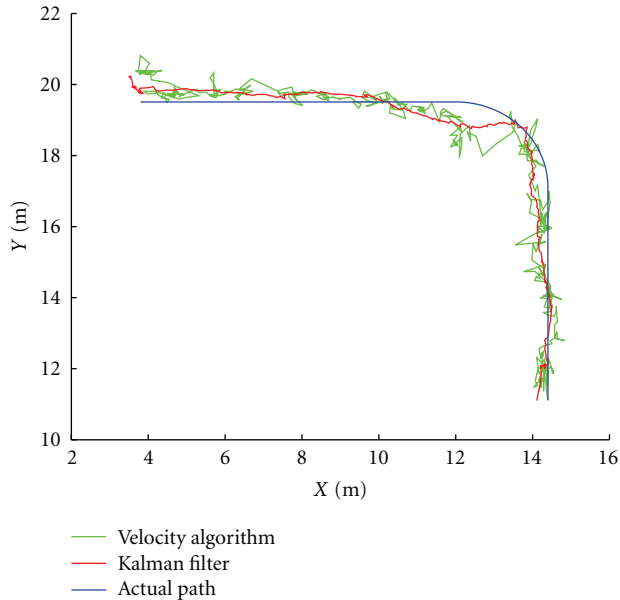 22
20
18
16
14
12
10
Y (m)
2 4 6 8 10 12 14 16
X (m)
Velocity algorithm
Kalman filter
Actual path